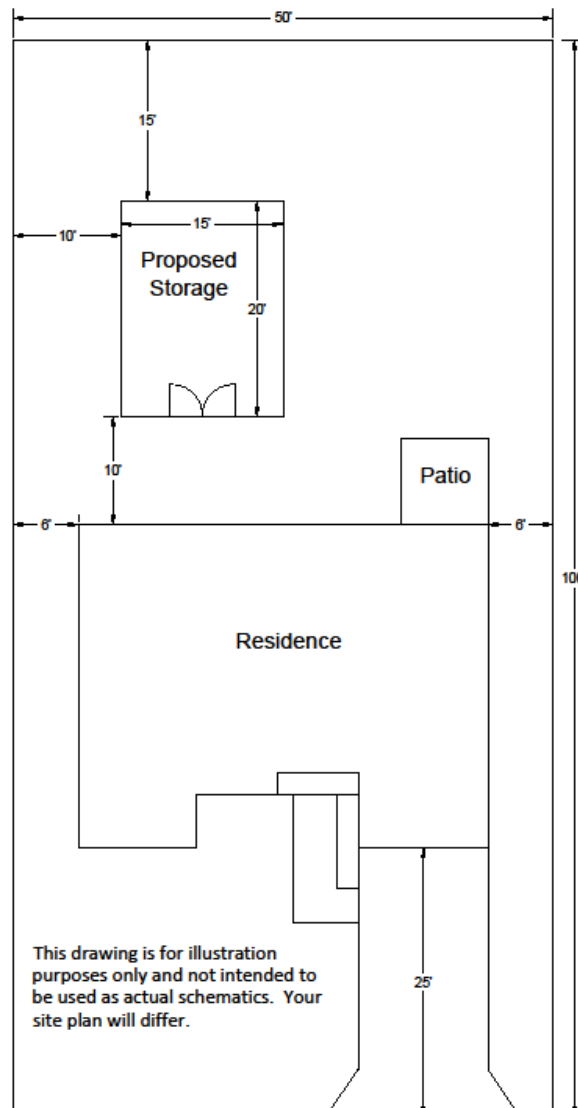 50'
15'
15'
10'
Proposed
Storage
20'
10'
Patio
6'
6'
Residence
This drawing is for illustration
purposes only and not intended to
be used as actual schematics.  Your
site plan will differ.
25'